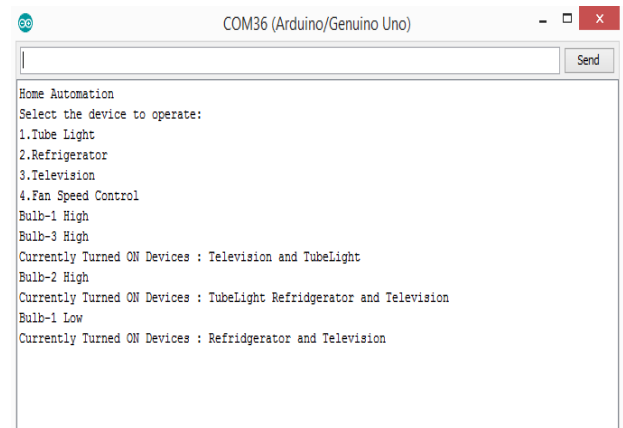 COM36 (Arduino/Genuino Uno)
Send
Home Automation
Select the device to operate:
1.Tube Light
2.Refrigerator
3.Television
4.Fan Speed Control
Bulb-1 High
Bulb-3 High
Currently Turned ON Devices : Television and TubeLight
Bulb-2 High
Currently Turned ON Devices : TubeLight Refridgerator and Television
Bulb-1 Low
Currently Turned ON Devices : Refridgerator and Television